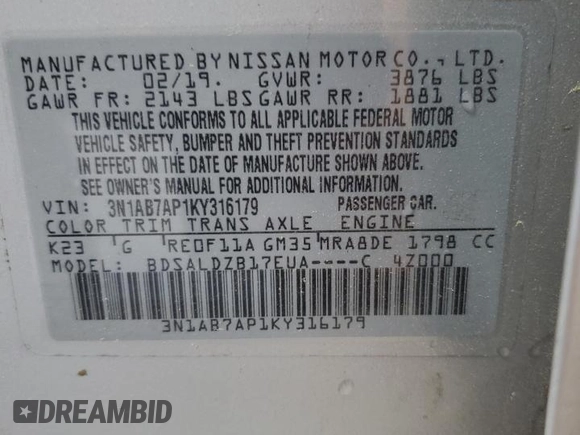 MANUFACTURED BY NISSAN MOTOR CO., LTD.
DATE: 02/19. GVWR: 3876 LBS
GAWR FR: 2143 LBS GAWR RR: 1881 LBS
THIS VEHICLE CONFORMS TO ALL APPLICABLE FEDERAL MOTOR
VEHICLE SAFETY, BUMPER AND THEFT PREVENTION STANDARDS
IN EFFECT ON THE DATE OF MANUFACTURE SHOWN ABOVE.
SEE OWNER'S MANUAL FOR ADDITIONAL INFORMATION.
VIN: 3N1AB7AP1KY316179 PASSENGER CAR.
COLOR TRIM TRANS AXLE ENGINE
K23 G RE0F11A GM35 MRA8DE 1798 CC
MODEL: BDSALDZB17EUA----C 4Z000
3N1AB7AP1KY316179
DREAMBID